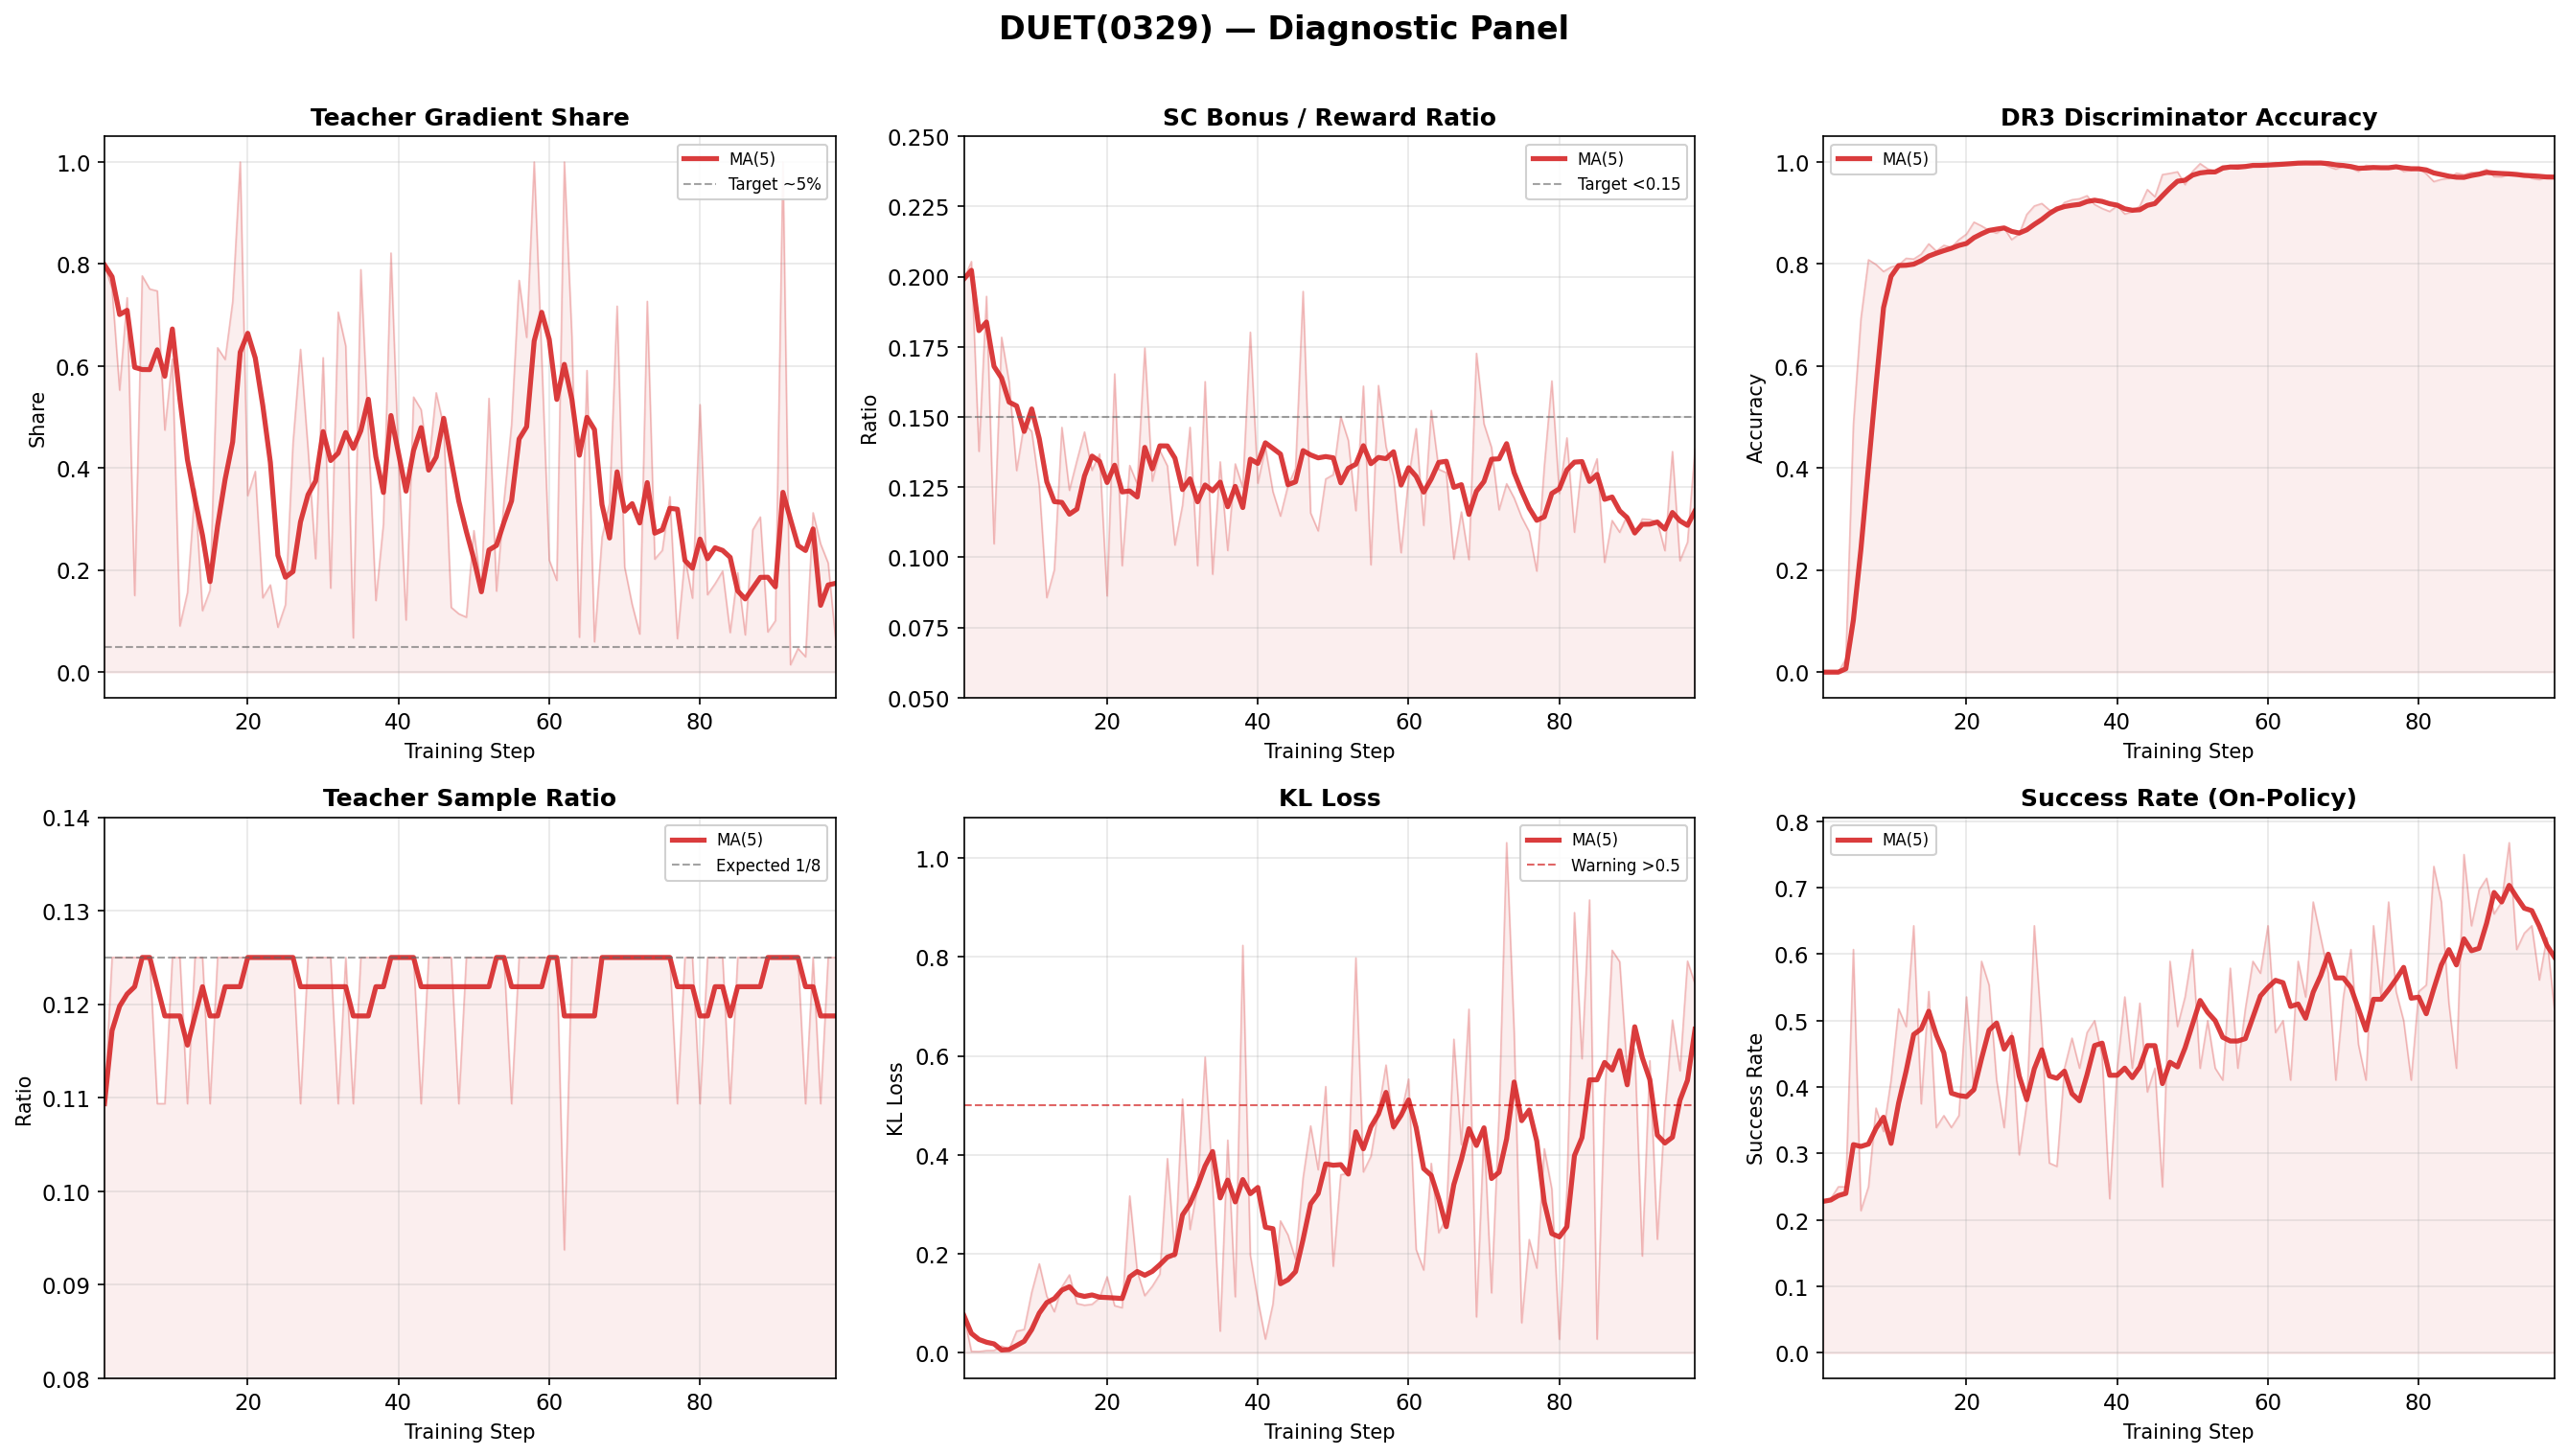 DUET(0329) — Diagnostic Panel
Teacher Gradient Share
MA(5)
Target ~5%
Share
1.0
0.8
0.6
0.4
0.2
0.0
20
40
60
80
Training Step
SC Bonus / Reward Ratio
MA(5)
Target <0.15
Ratio
0.250
0.225
0.200
0.175
0.150
0.125
0.100
0.075
0.050
20
40
60
80
Training Step
DR3 Discriminator Accuracy
MA(5)
Accuracy
1.0
0.8
0.6
0.4
0.2
0.0
20
40
60
80
Training Step
Teacher Sample Ratio
MA(5)
Expected 1/8
Ratio
0.14
0.13
0.12
0.11
0.10
0.09
0.08
20
40
60
80
Training Step
KL Loss
MA(5)
Warning >0.5
KL Loss
1.0
0.8
0.6
0.4
0.2
0.0
20
40
60
80
Training Step
Success Rate (On-Policy)
MA(5)
Success Rate
0.8
0.7
0.6
0.5
0.4
0.3
0.2
0.1
0.0
20
40
60
80
Training Step